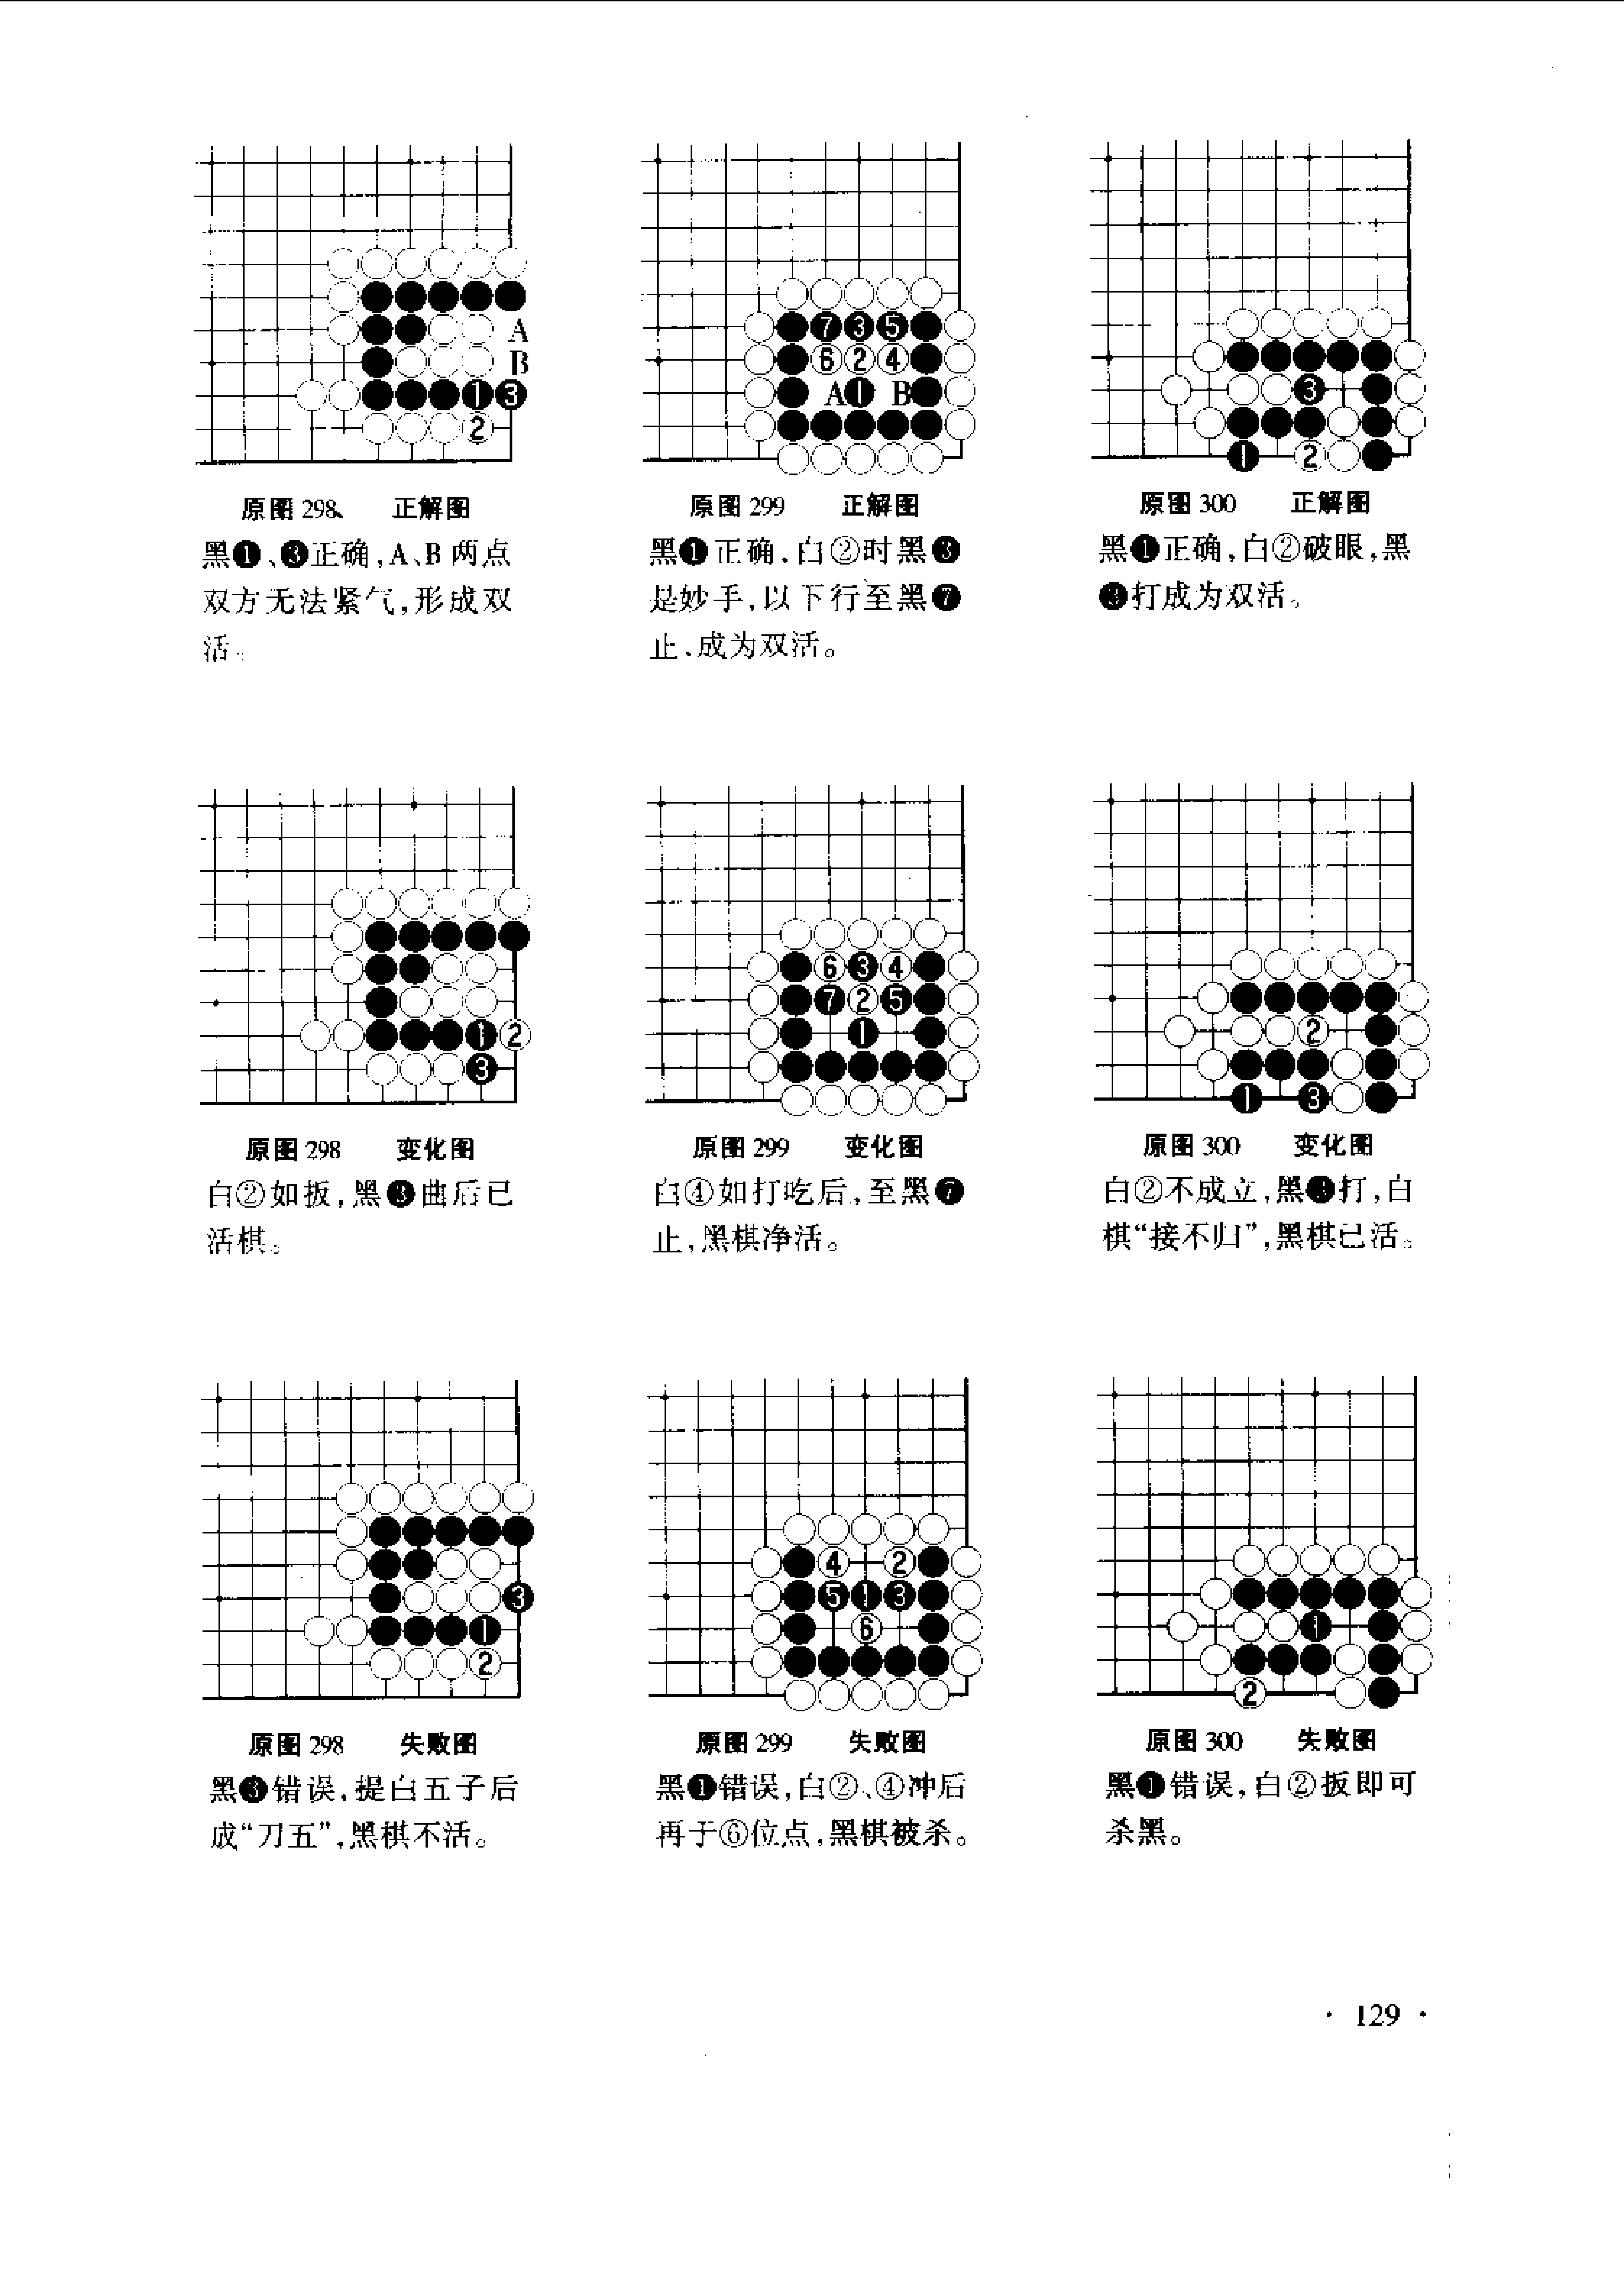 A
B
❶❸
②
原图 298 正解图
黑❶、❸正确,A、B 两点
双方无法紧气,形成双
活。
❼❸❺
⑥②④
A❶ B
原图 299 正解图
黑❶正确,白②时黑❸
是妙手,以下行至黑❼
止,成为双活。
❸
❶ ②
原图 300 正解图
黑❶正确,白②破眼,黑
❸打成为双活。
❶②
❸
原图 298 变化图
白②如扳,黑❸曲后已
活棋。
⑥❸④
❼②❺
❶
原图 299 变化图
白④如打吃后,至黑❼
止,黑棋净活。
②
❶ ❸
原图 300 变化图
白②不成立,黑❸打,白
棋“接不归”,黑棋已活。
❸
❶
②
原图 298 失败图
黑❸错误,提白五子后
成“刀五”,黑棋不活。
④ ②
❺❶❸
⑥
原图 299 失败图
黑❶错误,白②、④冲后
再于⑥位点,黑棋被杀。
❶
②
原图 300 失败图
黑❶错误,白②扳即可
杀黑。
· 129 ·